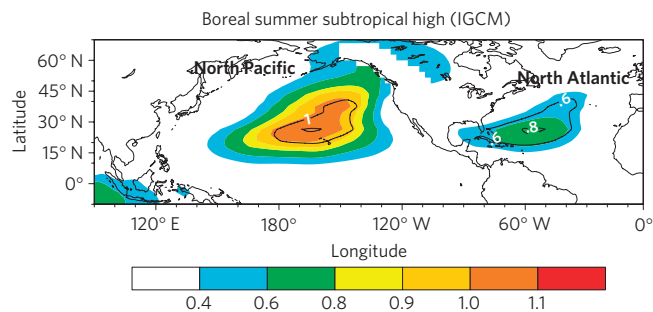 Boreal summer subtropical high (IGCM)
60° N
North Pacific
North Atlantic
45° N
.6
30° N
1
.8
.6
15° N
0°
Latitude
120° E
180°
120° W
60° W
0°
Longitude
0.4
0.6
0.8
0.9
1.0
1.1